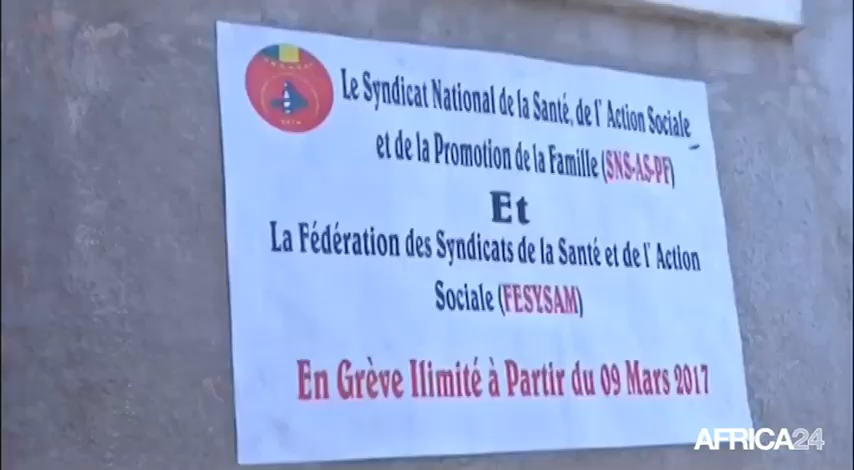 Le Syndicat National de la Santé, de l' Action Sociale
et de la Promotion de la Famille (SNS-AS-PF)
Et
La Fédération des Syndicats de la Santé et de l' Action
Sociale (FESYSAM)
En Grève Ilimité à Partir du 09 Mars 2017
AFRICA24